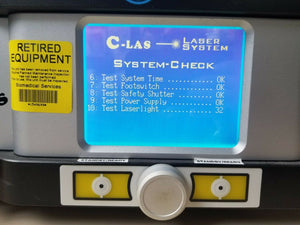 C-LAS LASER
SYSTEM
SYSTEM-CHECK
6. Test System Time .......... OK
7. Test Footswitch .......... OK
8. Test Safety Shutter ....... OK
9. Test Power Supply ......... OK
10. Test Laserlight .......... 32
RETIRED
EQUIPMENT
Biomedical Services